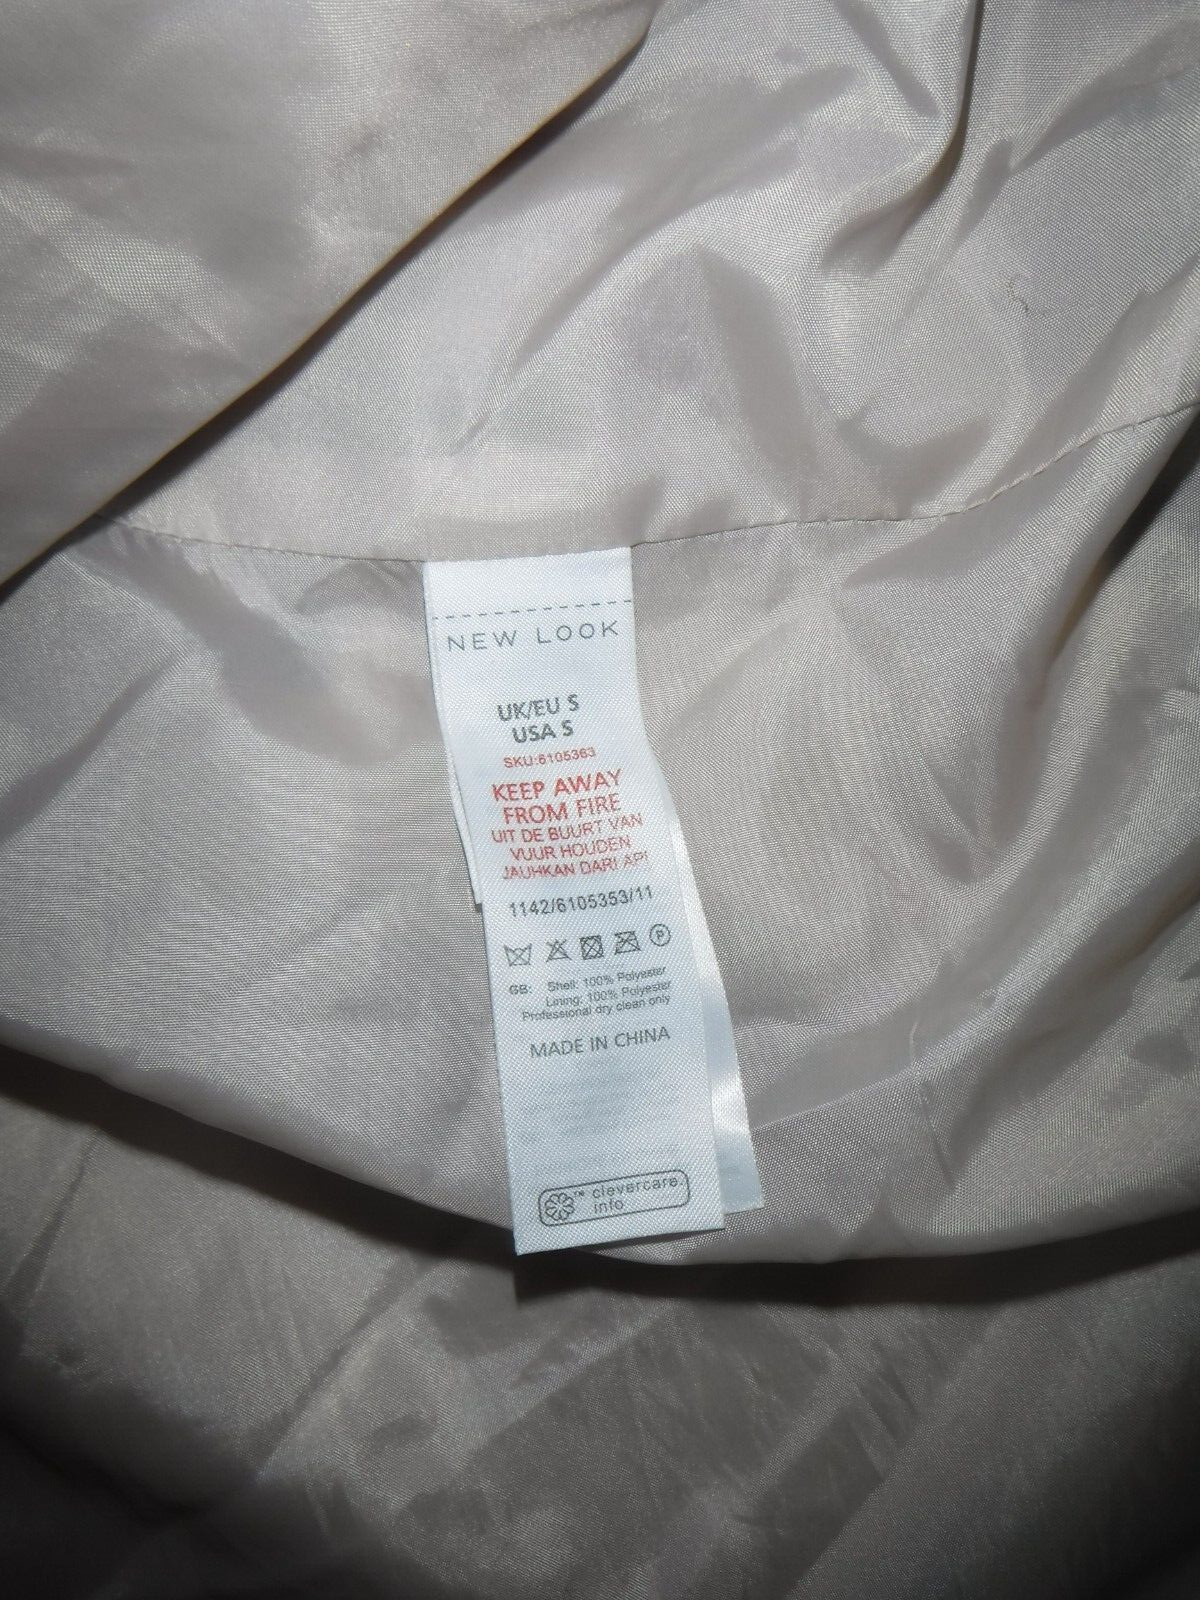 NEW LOOK
UK/EU S
USA S
SKU:6105363
KEEP AWAY
FROM FIRE
UIT DE BUURT VAN
VUUR HOUDEN
JAUHKAN DARI API
1142/6105353/11
P
GB: Shell: 100% Polyester
Lining: 100% Polyester
Professional dry clean only
MADE IN CHINA
™ clevercare.
info